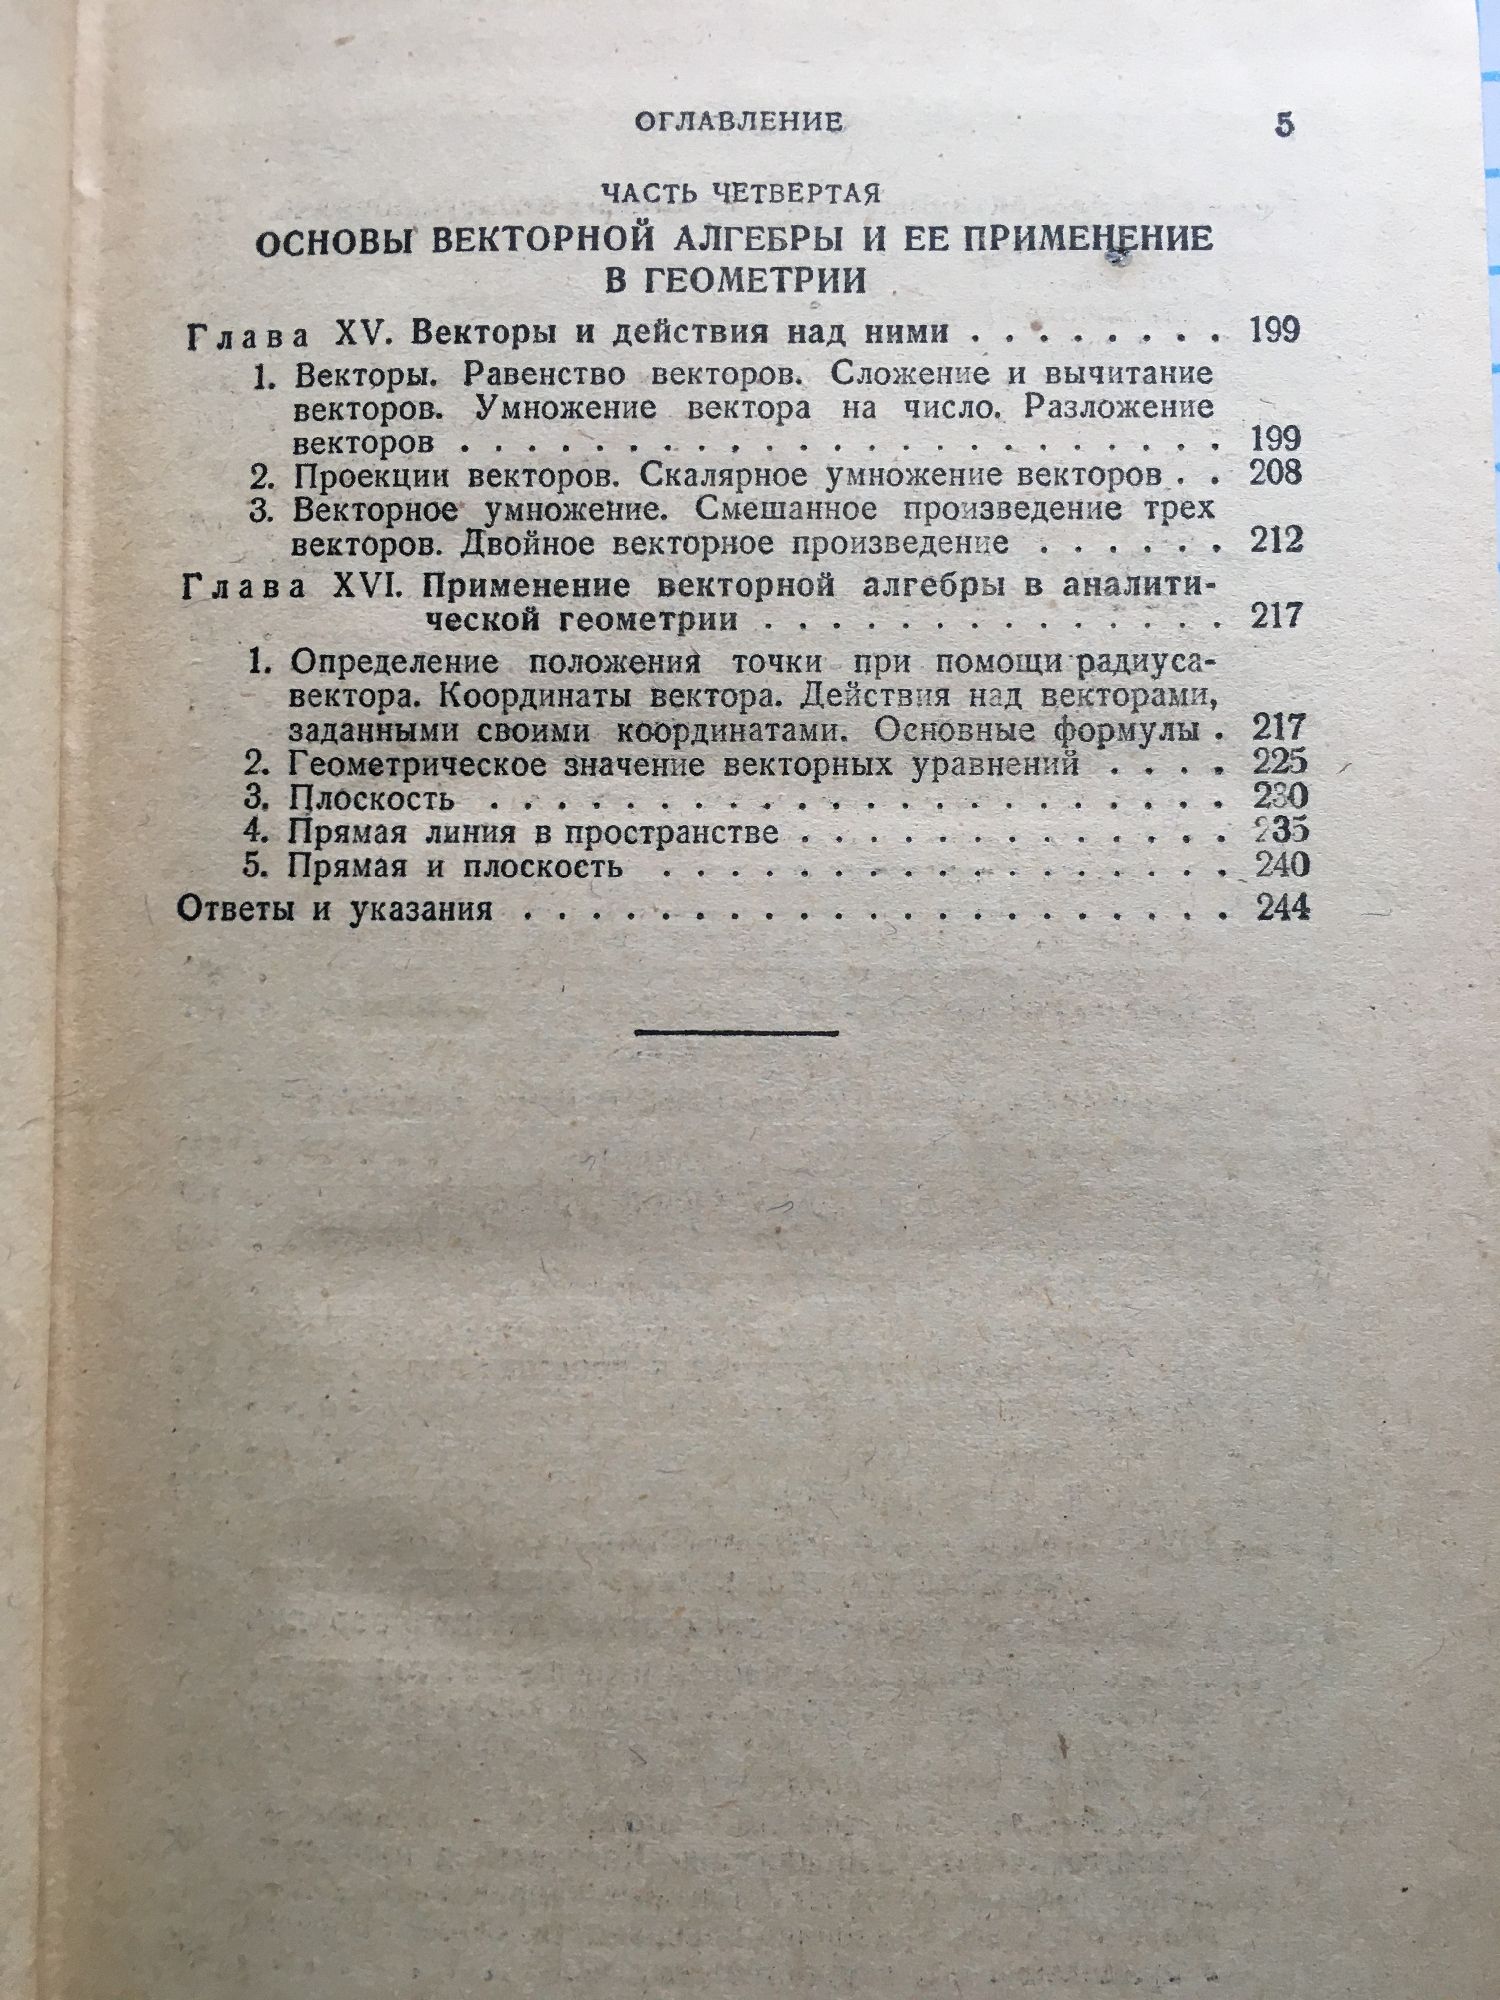 ОГЛАВЛЕНИЕ 5
ЧАСТЬ ЧЕТВЕРТАЯ
ОСНОВЫ ВЕКТОРНОЙ АЛГЕБРЫ И ЕЕ ПРИМЕНЕНИЕ
В ГЕОМЕТРИИ
Глава XV. Векторы и действия над ними . . . . . . . . 199
1. Векторы. Равенство векторов. Сложение и вычитание
векторов. Умножение вектора на число. Разложение
векторов . . . . . . . . . . . . . . . . . . . . . . . 199
2. Проекции векторов. Скалярное умножение векторов . . 208
3. Векторное умножение. Смешанное произведение трех
векторов. Двойное векторное произведение . . . . . . 212
Глава XVI. Применение векторной алгебры в аналити-
ческой геометрии . . . . . . . . . . . . . . 217
1. Определение положения точки при помощи радиуса-
вектора. Координаты вектора. Действия над векторами,
заданными своими координатами. Основные формулы . 217
2. Геометрическое значение векторных уравнений . . . . 225
3. Плоскость . . . . . . . . . . . . . . . . . . . . . . 230
4. Прямая линия в пространстве . . . . . . . . . . . . . 235
5. Прямая и плоскость . . . . . . . . . . . . . . . . . 240
Ответы и указания . . . . . . . . . . . . . . . . . . . . . 244